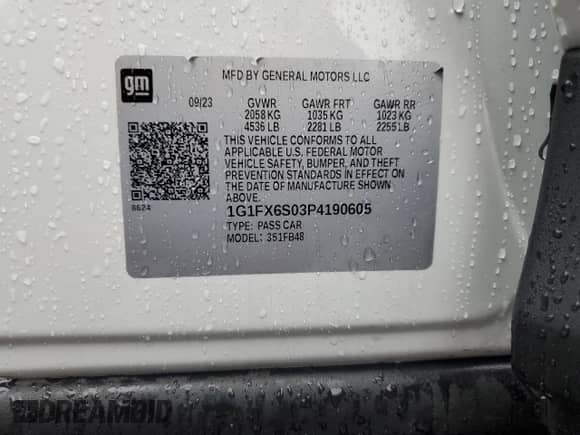 gm
MFD BY GENERAL MOTORS LLC
09/23 GVWR GAWR FRT GAWR RR
2058 KG 1035 KG 1023 KG
4536 LB 2281 LB 2255 LB
THIS VEHICLE CONFORMS TO ALL
APPLICABLE U.S. FEDERAL MOTOR
VEHICLE SAFETY, BUMPER, AND THEFT
PREVENTION STANDARDS IN EFFECT ON
THE DATE OF MANUFACTURE SHOWN
ABOVE.
8624
1G1FX6S03P4190605
TYPE: PASS CAR
MODEL: 351FB48
DREAMBID